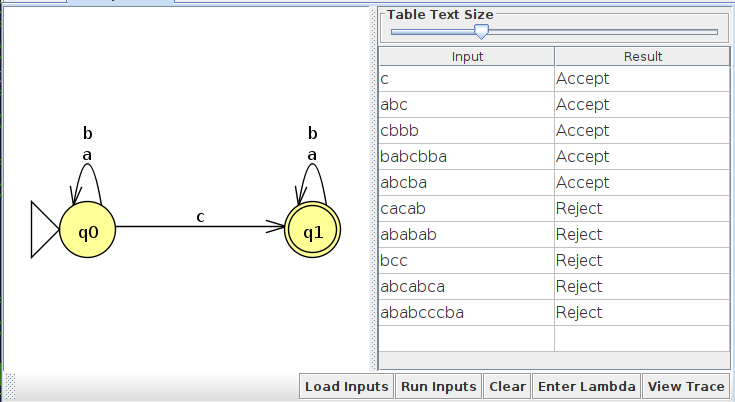 Table Text Size
b
a
q0
c
b
a
q1
Input Result
c Accept
abc Accept
cbbb Accept
babcbba Accept
abcba Accept
cacab Reject
ababab Reject
bcc Reject
abcabca Reject
ababcccba Reject
Load Inputs Run Inputs Clear Enter Lambda View Trace